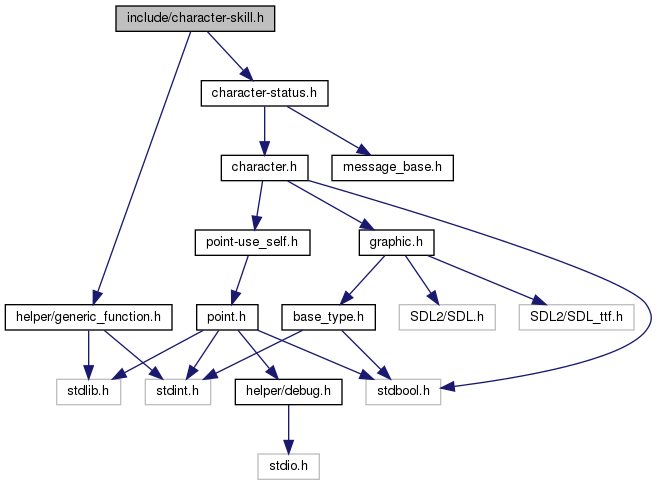 include/character-skill.h
character-status.h
character.h
message_base.h
point-use_self.h
graphic.h
helper/generic_function.h
point.h
base_type.h
SDL2/SDL.h
SDL2/SDL_ttf.h
stdlib.h
stdint.h
helper/debug.h
stdbool.h
stdio.h